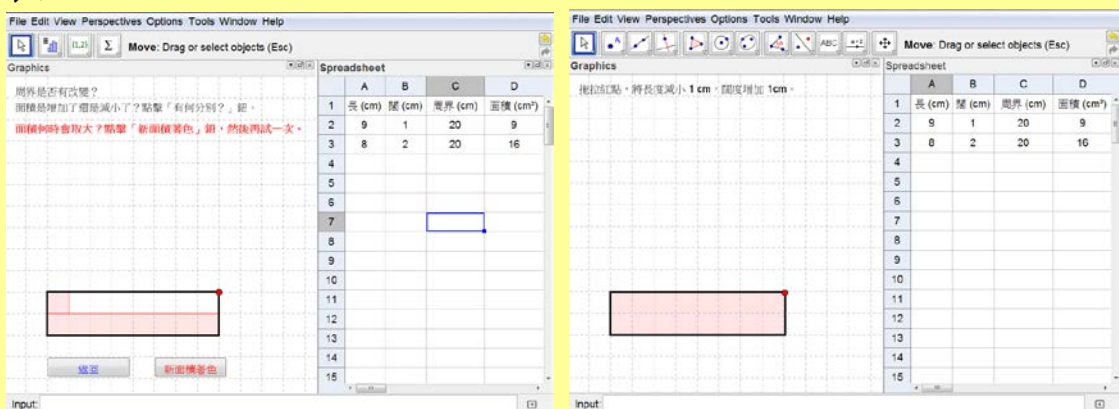 File Edit View Perspectives Options Tools Window Help
Move: Drag or select objects (Esc)
Graphics
Spreadsheet
周界是否有改變？
面積是增加了還是減小了？點擊「有何分別？」鈕。
面積何時會取大？點擊「新面積著色」鈕，然後再試一次。
A B C D
1 長 (cm) 闊 (cm) 周界 (cm) 面積 (cm²)
2 9 1 20 9
3 8 2 20 16
4
5
6
7
8
9
10
11
12
13
14
15
新面積著色
Input:
File Edit View Perspectives Options Tools Window Help
ABC
a=2
Move: Drag or select objects (Esc)
Graphics
Spreadsheet
拖拉紅點，將長度減小 1 cm，闊度增加 1cm。
A B C D
1 長 (cm) 闊 (cm) 周界 (cm) 面積 (cm²)
2 9 1 20 9
3 8 2 20 16
4
5
6
7
8
9
10
11
12
13
14
15
Input: